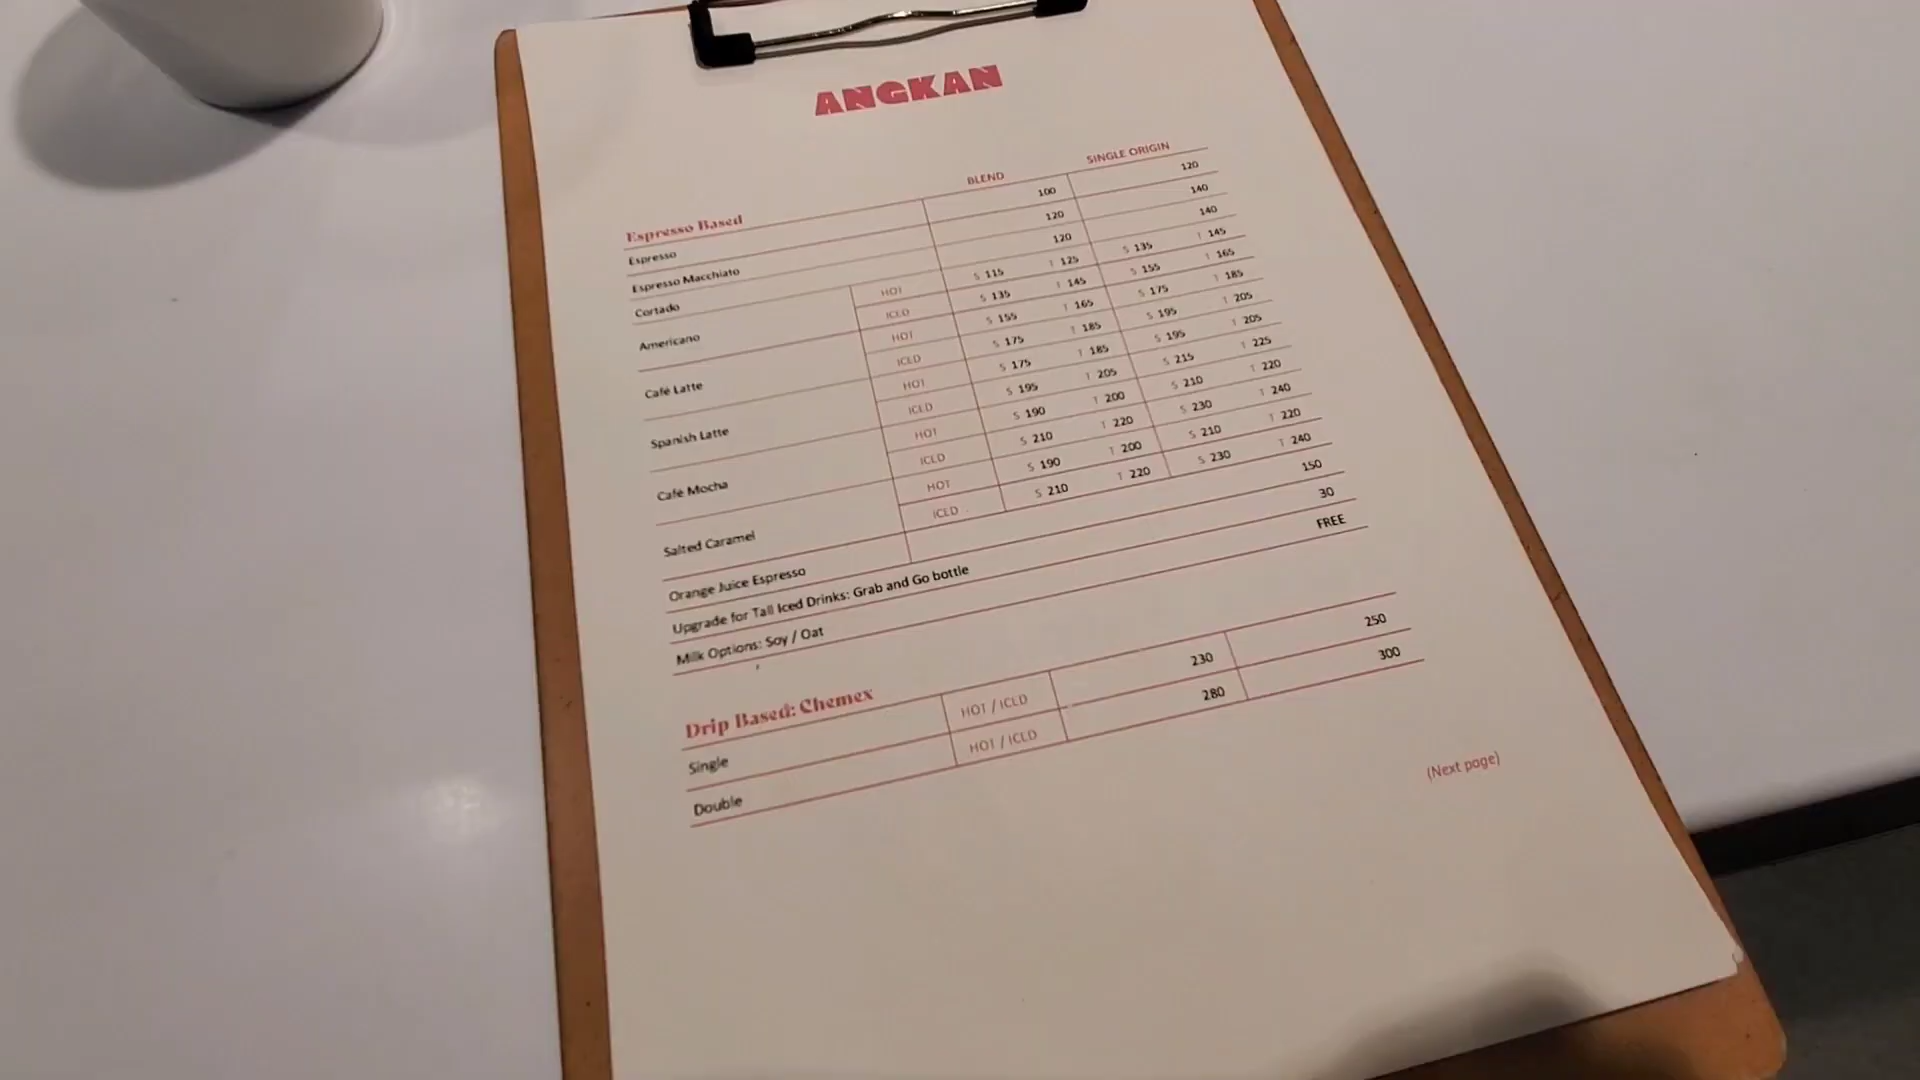 ANGKAN
BLEND SINGLE ORIGIN
Espresso Based
Espresso 100 120
Espresso Macchiato 120 140
Cortado 120 140
Americano HOT S 115 T 125 S 135 T 145
ICED S 135 T 145 S 155 T 165
Café Latte HOT S 155 T 165 S 175 T 185
ICED S 175 T 185 S 195 T 205
Spanish Latte HOT S 175 T 185 S 195 T 205
ICED S 195 T 205 S 215 T 225
Café Mocha HOT S 190 T 200 S 210 T 220
ICED S 210 T 220 S 230 T 240
Salted Caramel HOT S 190 T 200 S 210 T 220
ICED S 210 T 220 S 230 T 240
Orange Juice Espresso 150
Upgrade for Tall Iced Drinks: Grab and Go bottle 30
Milk Options: Soy / Oat FREE
Drip Based: Chemex
Single HOT / ICED 230 250
Double HOT / ICED 280 300
(Next page)